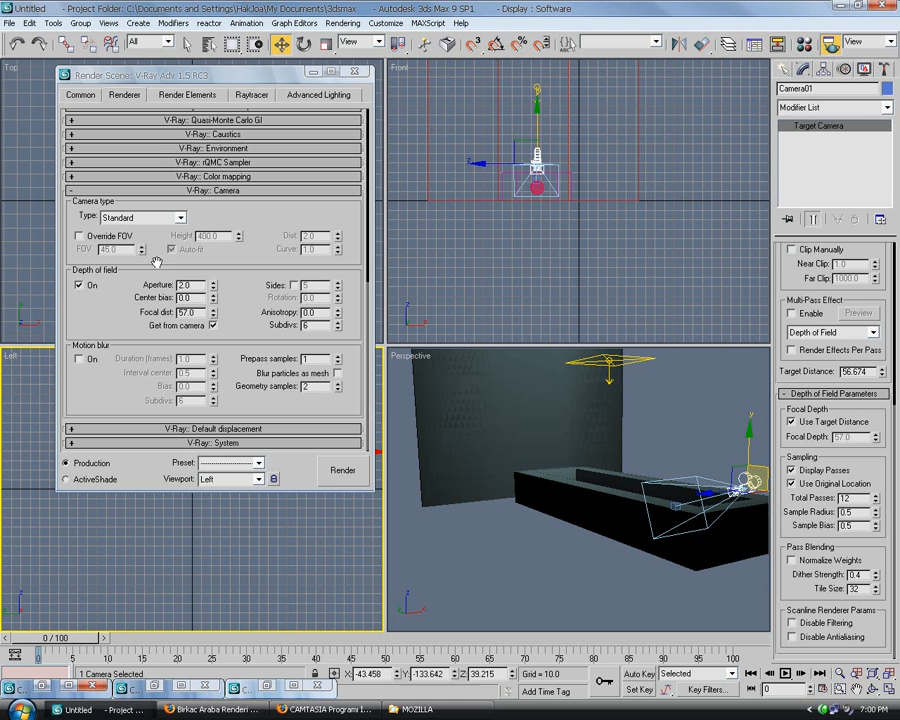 Untitled - Project Folder: C:\Documents and Settings\HakDoa\My Documents\3dsmax - Autodesk 3ds Max 9 SP1 - Display : Software
File Edit Tools Group Views Create Modifiers reactor Animation Graph Editors Rendering Customize MAXScript Help
All View View
Top Front
Render Scene: V-Ray Adv 1.5 RC3
Common Renderer Render Elements Raytracer Advanced Lighting
+ V-Ray:: Quasi-Monte Carlo GI
+ V-Ray:: Caustics
+ V-Ray:: Environment
+ V-Ray:: rQMC Sampler
+ V-Ray:: Color mapping
- V-Ray:: Camera
Camera type
Type: Standard
Override FOV Height 400.0 Dist: 2.0
FOV 45.0 Auto-fit Curve: 1.0
Depth of field
On Aperture: 2.0 Sides: 5
Center bias: 0.0 Rotation: 0.0
Focal dist: 57.0 Anisotropy: 0.0
Get from camera Subdivs: 6
Motion blur
On Duration (frames) 1.0 Prepass samples: 1
Interval center: 0.5 Blur particles as mesh
Bias: 0.0 Geometry samples: 2
Subdivs: 6
+ V-Ray:: Default displacement
+ V-Ray:: System
Production Preset: --------------------
ActiveShade Viewport: Left
Render
z
x
Left Perspective
y
z
x
Camera01
Modifier List
Target Camera
Clip Manually
Near Clip: 1.0
Far Clip: 1000.0
Multi-Pass Effect
Enable Preview
Depth of Field
Render Effects Per Pass
Target Distance: 56.674
- Depth of Field Parameters
Focal Depth
Use Target Distance
Focal Depth: 57.0
Sampling
Display Passes
Use Original Location
Total Passes: 12
Sample Radius: 0.5
Sample Bias: 0.5
Pass Blending
Normalize Weights
Dither Strength: 0.4
Tile Size: 32
Scanline Renderer Params
Disable Filtering
Disable Antialiasing
0 / 100
0 5 10 15 20 25 30 35 40 45 50 55 60 65 70 75 80 85 90 95 100
1 Camera Selected X: -43.458 Y: -133.642 Z: 39.215 Grid = 10.0 Auto Key Selected
Add Time Tag Set Key Key Filters... 0
C... C... C...
Untitled - Project ... Birkac Araba Renderi ... CAMTASIA Programi I... MOZILLA 7:00 PM